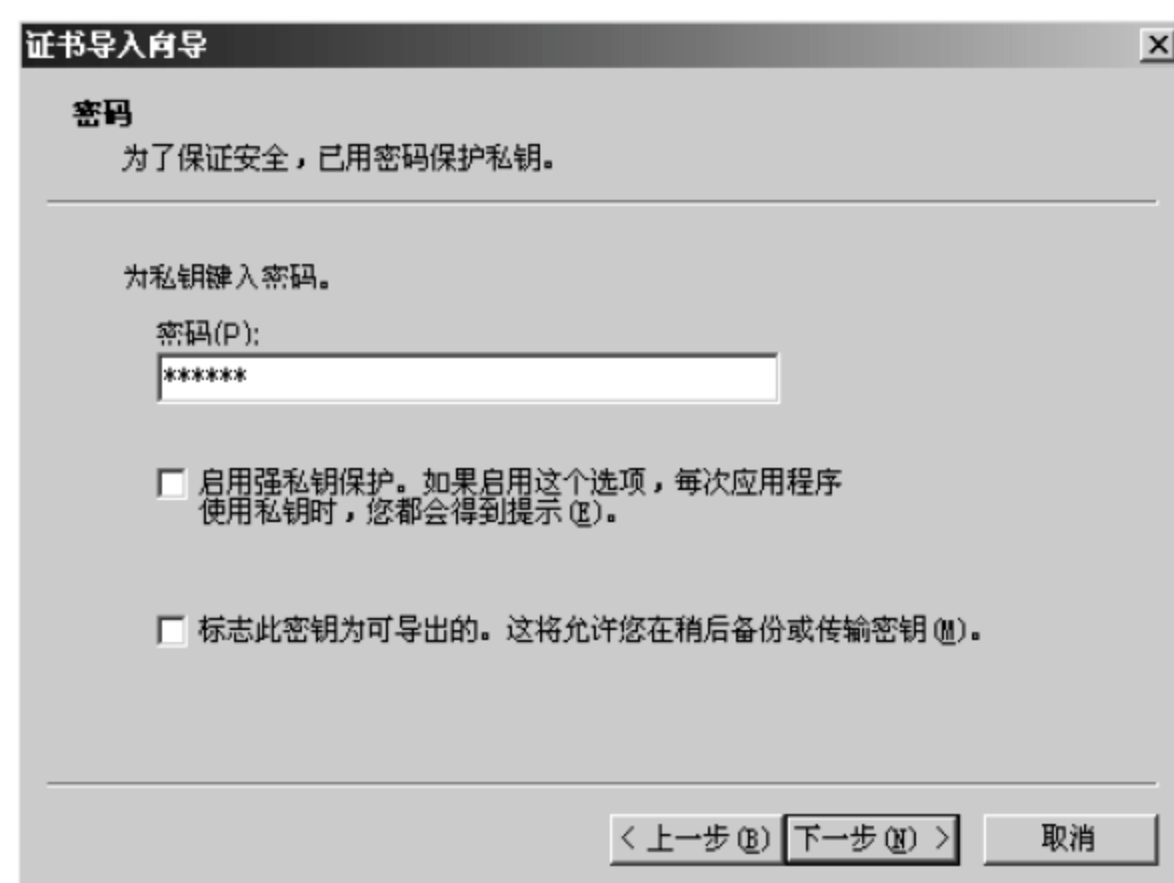 证书导入向导
密码
为了保证安全，已用密码保护私钥。
为私钥键入密码。
密码(P):
******
启用强私钥保护。如果启用这个选项，每次应用程序
使用私钥时，您都会得到提示(E)。
标志此密钥为可导出的。这将允许您在稍后备份或传输密钥(M)。
< 上一步(B) 下一步(N) > 取消